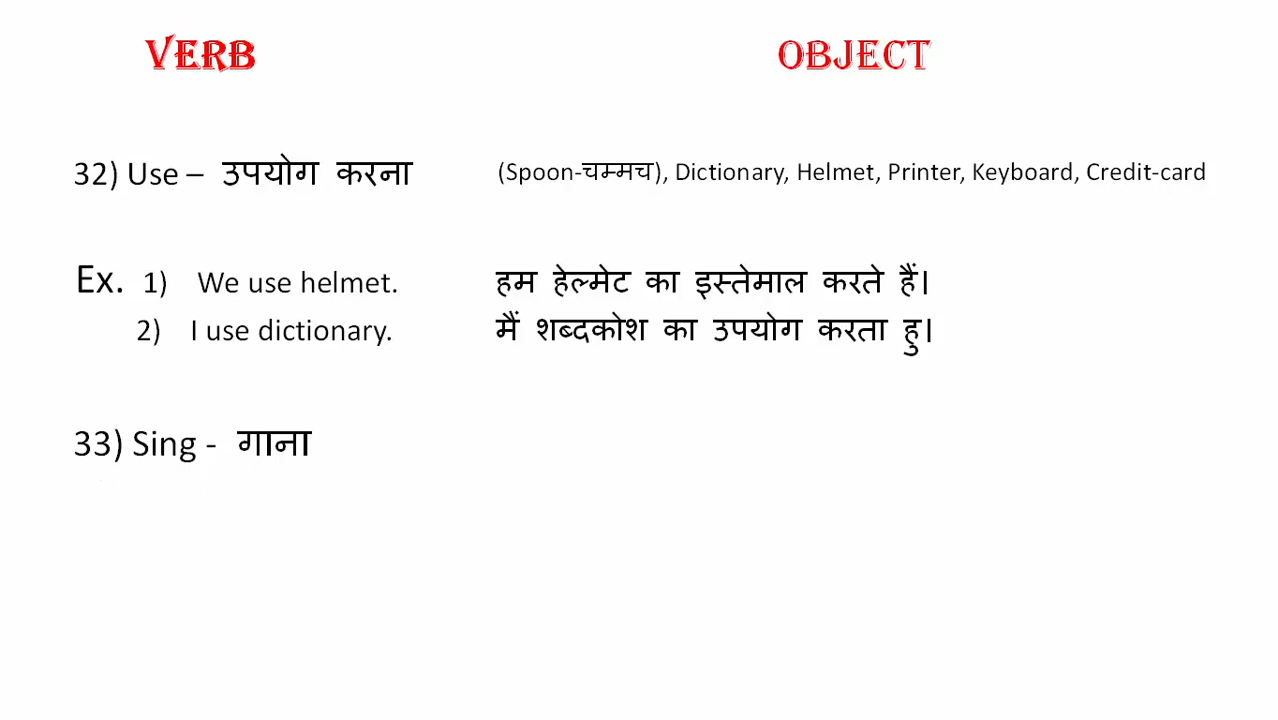 VERB OBJECT
32) Use – उपयोग करना (Spoon-चम्मच), Dictionary, Helmet, Printer, Keyboard, Credit-card
Ex. 1) We use helmet. हम हेल्मेट का इस्तेमाल करते हैं।
2) I use dictionary. मैं शब्दकोश का उपयोग करता हु।
33) Sing - गाना